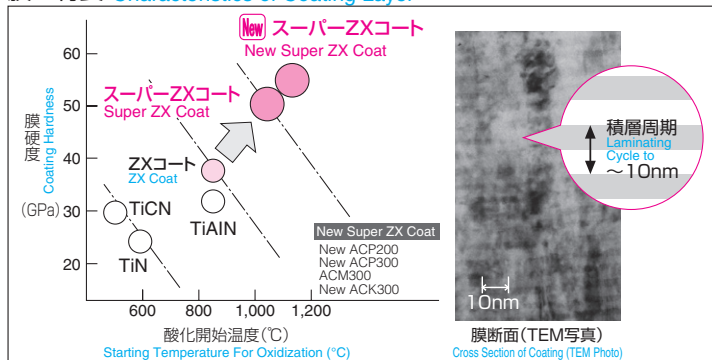 Characteristics of Coating Layer
New スーパーZXコート
New Super ZX Coat
スーパーZXコート
Super ZX Coat
ZXコート
ZX Coat
TiCN
TiN
TiAlN
膜硬度
Coating Hardness
(GPa)
60
50
40
30
20
600
800
1,000
1,200
酸化開始温度(℃)
Starting Temperature For Oxidization (°C)
New Super ZX Coat
New ACP200
New ACP300
ACM300
New ACK300
積層周期
Laminating
Cycle to
～10nm
10nm
膜断面(TEM写真)
Cross Section of Coating (TEM Photo)